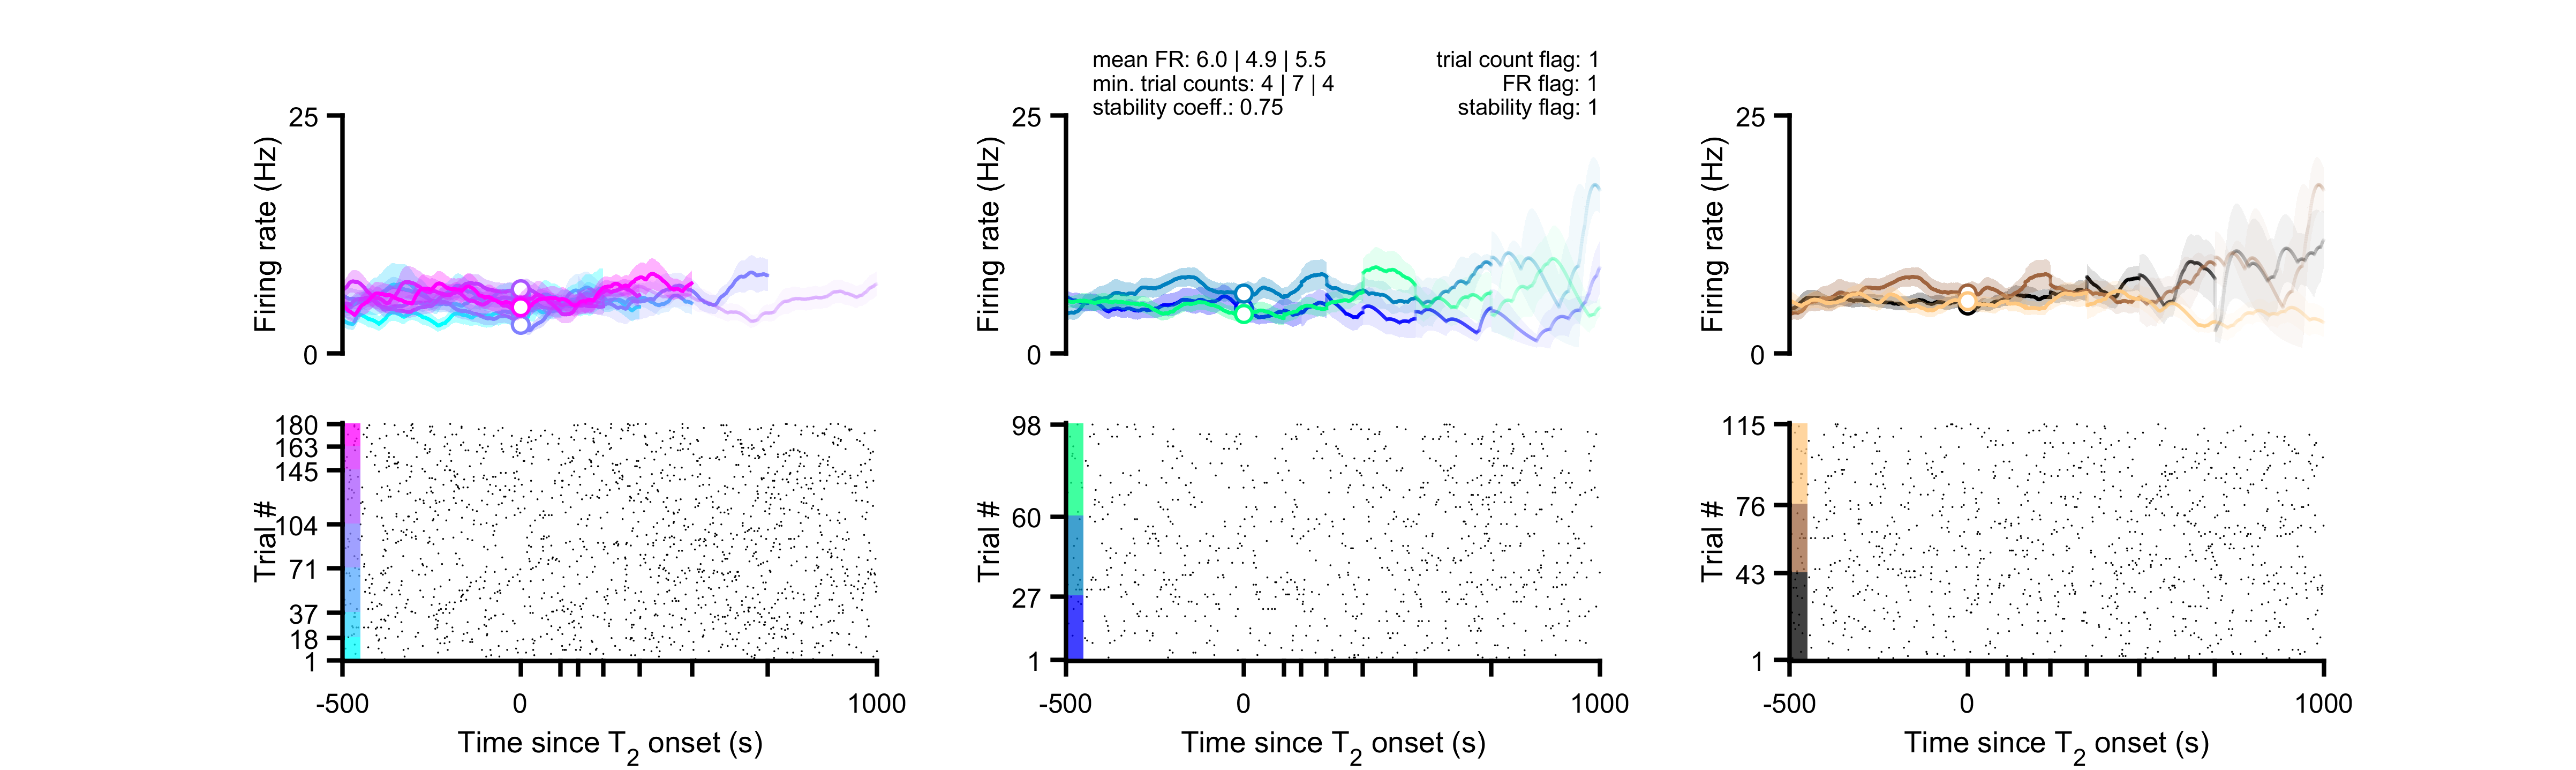 mean FR: 6.0 | 4.9 | 5.5
min. trial counts: 4 | 7 | 4
stability coeff.: 0.75
trial count flag: 1
FR flag: 1
stability flag: 1
25
Firing rate (Hz)
0
25
Firing rate (Hz)
0
25
Firing rate (Hz)
0
180
163
145
104
71
37
18
1
Trial #
-500
0
1000
Time since T2 onset (s)
98
60
27
1
Trial #
-500
0
1000
Time since T2 onset (s)
115
76
43
1
Trial #
-500
0
1000
Time since T2 onset (s)